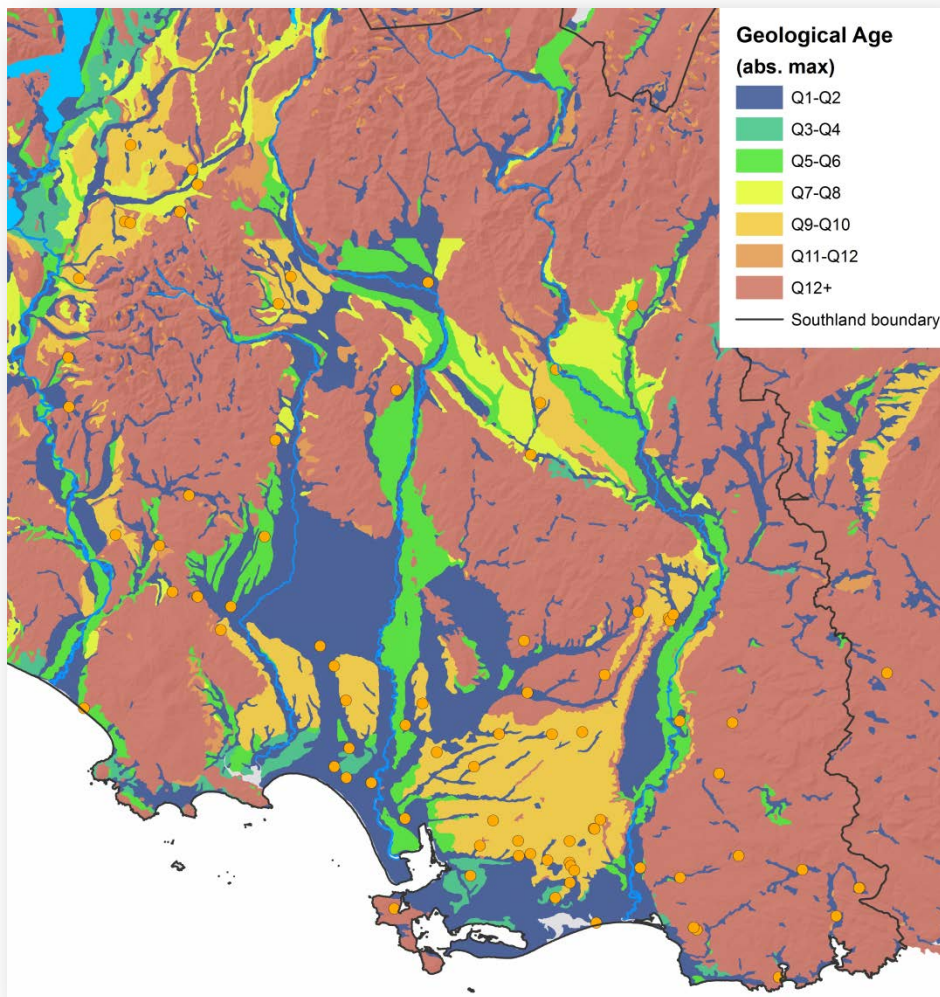 Geological Age
(abs. max)
Q1-Q2
Q3-Q4
Q5-Q6
Q7-Q8
Q9-Q10
Q11-Q12
Q12+
Southland boundary